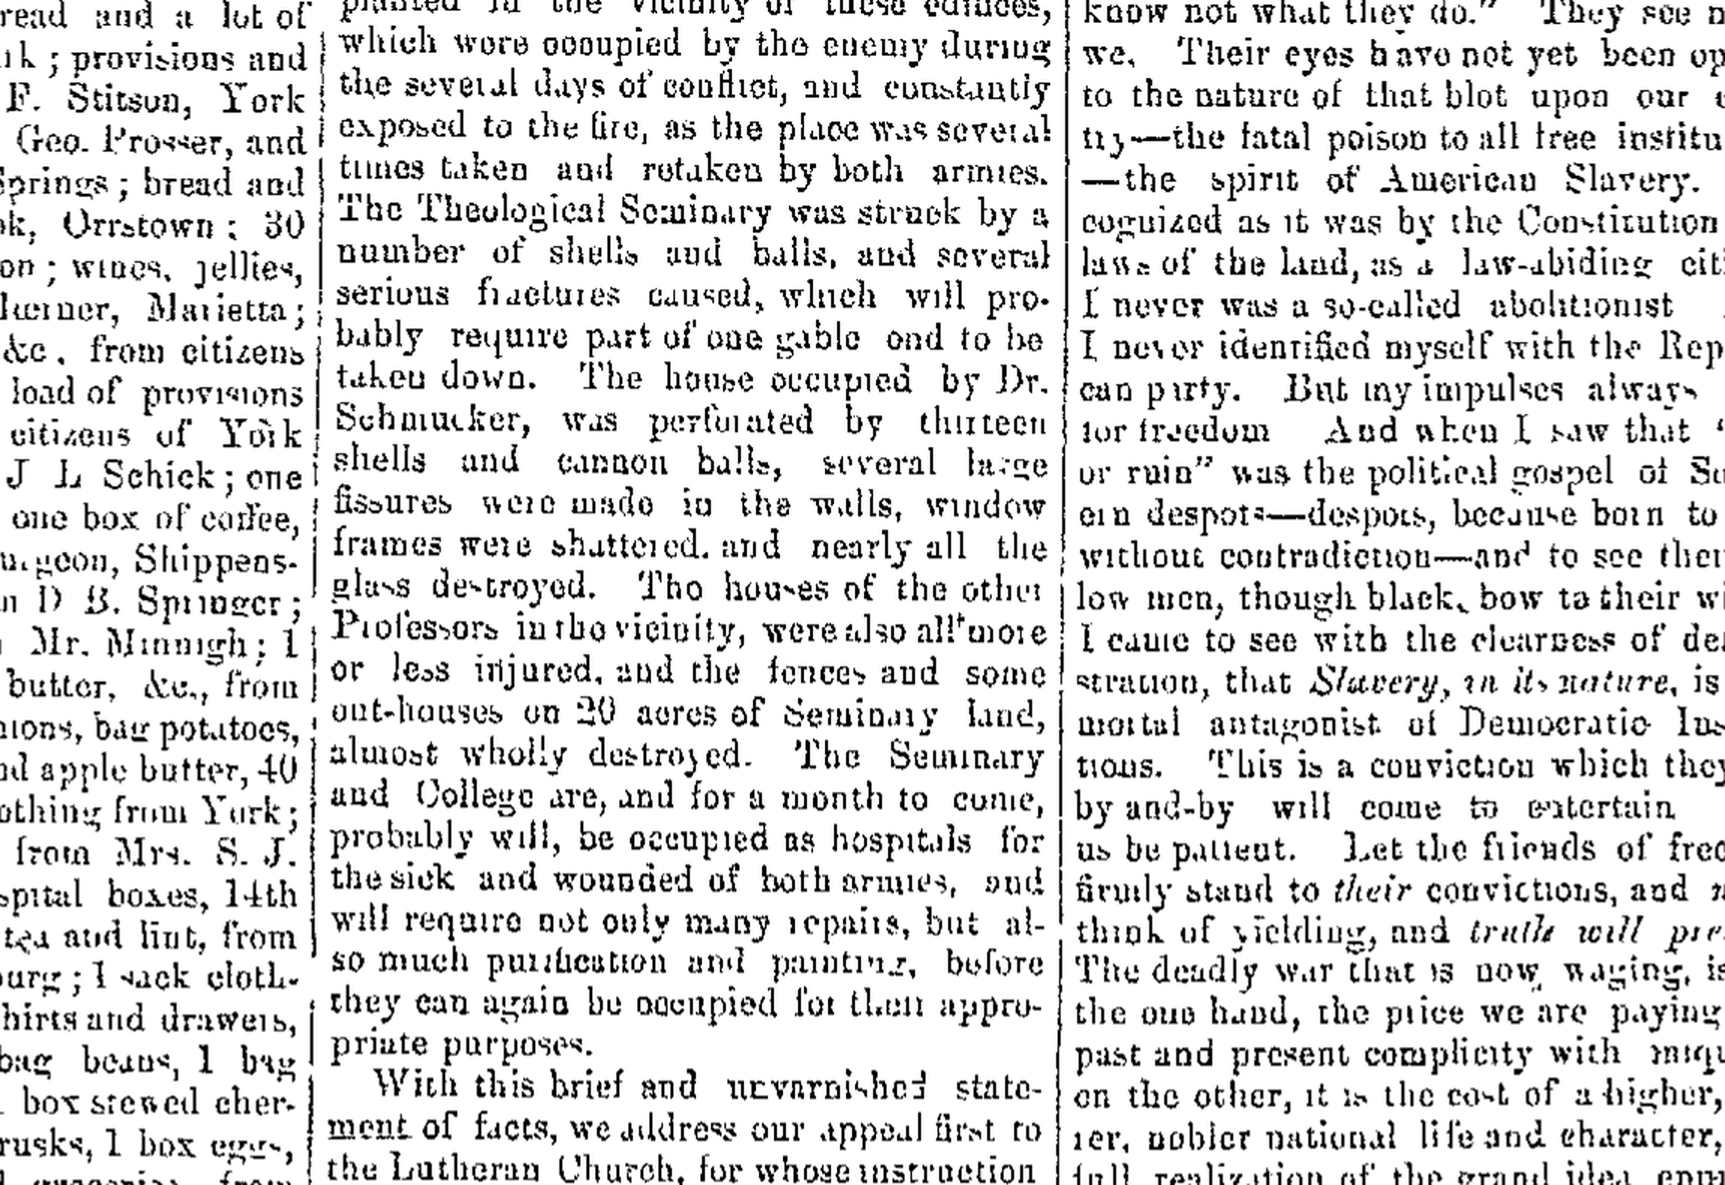 read and a lot of
; provisions and
F. Stitson, York
Geo. Prosser, and
Springs; bread and
Orrstown; 30
wines, jellies,
Marietta;
&c. from citizens
load of provisions
citizens of York
J L Schick; one
one box of coffee,
Shippens-
D B. Springer;
Mr. Minnigh; 1
butter, &c., from
bag potatoes,
apple butter, 40
from York;
from Mrs. S. J.
boxes, 14th
tea and lint, from
; 1 sack cloth-
and drawers,
bag beans, 1 bag
box stewed cher-
rusks, 1 box eggs,
from
planted in the vicinity of these edifices,
which were occupied by the enemy during
the several days of conflict, and constantly
exposed to the fire, as the place was several
times taken and retaken by both armies.
The Theological Seminary was struck by a
number of shells and balls, and several
serious fractures caused, which will pro-
bably require part of one gable end to be
taken down. The house occupied by Dr.
Schmucker, was perforated by thirteen
shells and cannon balls, several large
fissures were made in the walls, window
frames were shattered, and nearly all the
glass destroyed. The houses of the other
Professors in the vicinity, were also all more
or less injured, and the fences and some
out-houses on 20 acres of Seminary land,
almost wholly destroyed. The Seminary
and College are, and for a month to come,
probably will, be occupied as hospitals for
the sick and wounded of both armies, and
will require not only many repairs, but al-
so much purification and painting, before
they can again be occupied for their appro-
priate purposes.
With this brief and unvarnished state-
ment of facts, we address our appeal first to
the Lutheran Church, for whose instruction
know not what they do." They see n
we. Their eyes have not yet been op
to the nature of that blot upon our
try—the fatal poison to all free institu
—the spirit of American Slavery.
cognized as it was by the Constitution
laws of the land, as a law-abiding cit
I never was a so-called abolitionist
I never identified myself with the Rep
can party. But my impulses always
for freedom And when I saw that
or ruin" was the political gospel of So
ern despots—despots, because born to
without contradiction—and to see their
low men, though black, bow to their wi
I came to see with the clearness of de
stration, that Slavery, in its nature, is
mortal antagonist of Democratic Ins
tions. This is a conviction which they
by and-by will come to entertain
us be patient. Let the friends of free
firmly stand to their convictions, and n
think of yielding, and truth will pre
The deadly war that is now waging, is
the one hand, the price we are paying
past and present complicity with iniqu
on the other, it is the cost of a higher,
ier, nobler national life and character,
full realization of the grand idea